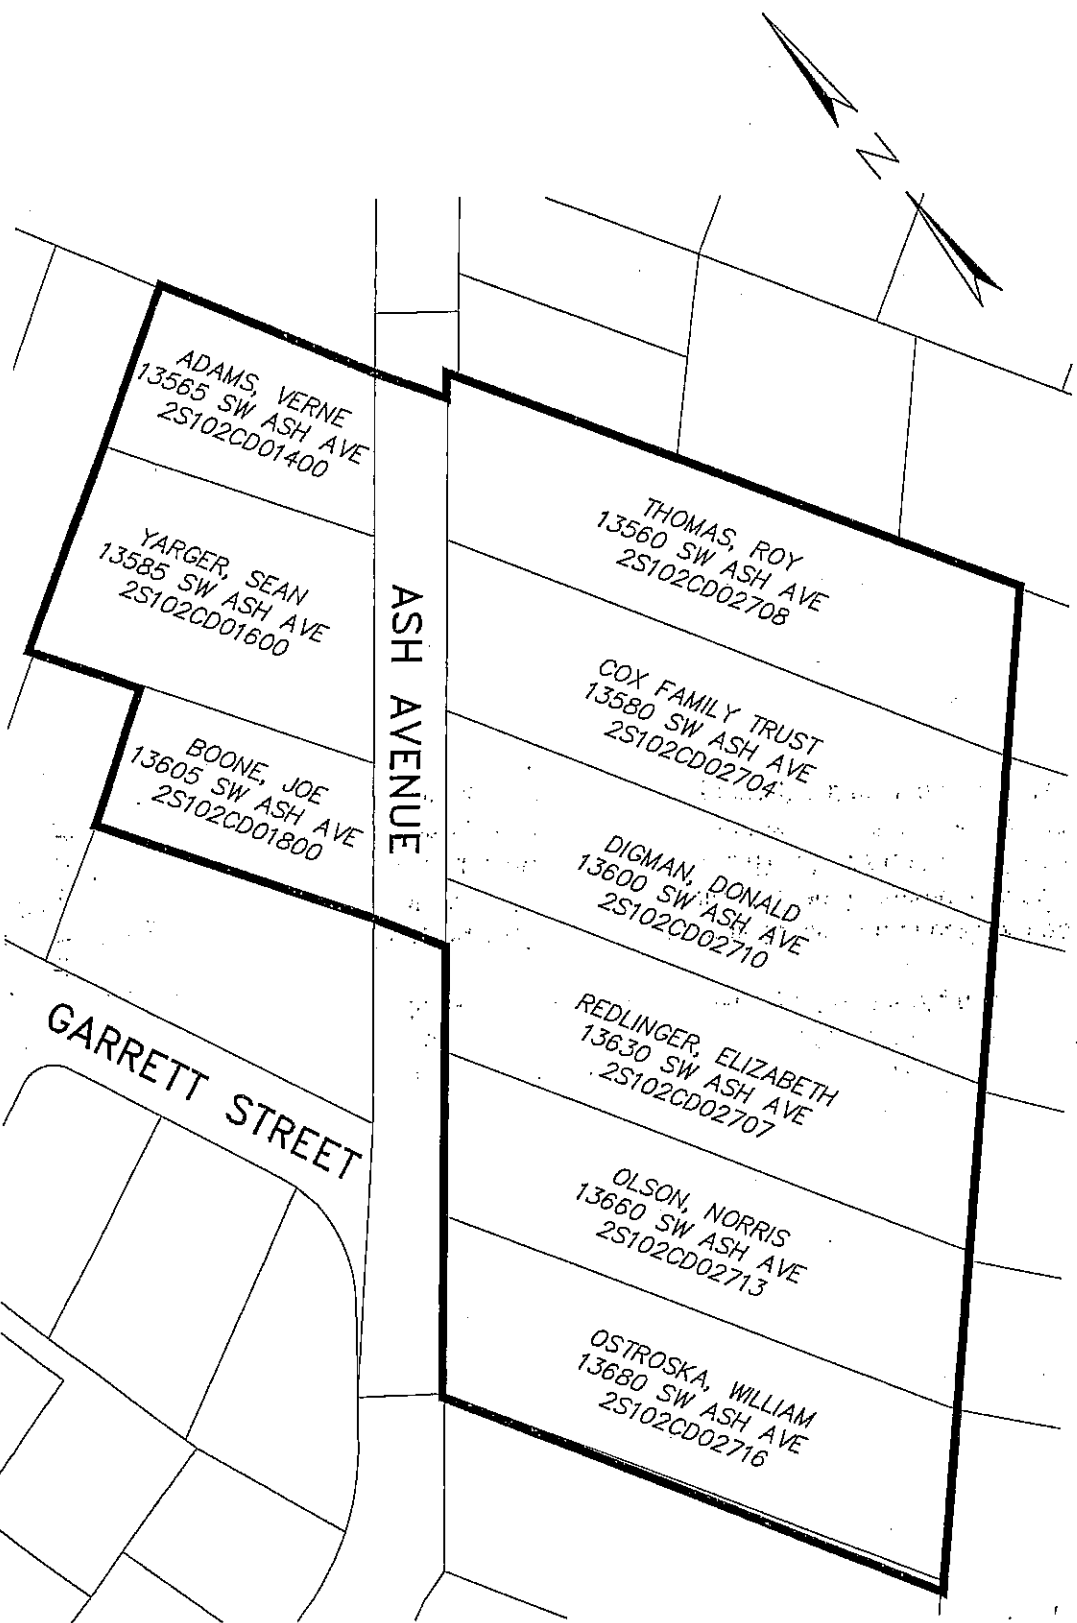 N
ADAMS, VERNE
13565 SW ASH AVE
2S102CD01400
YARGER, SEAN
13585 SW ASH AVE
2S102CD01600
BOONE, JOE
13605 SW ASH AVE
2S102CD01800
ASH AVENUE
THOMAS, ROY
13560 SW ASH AVE
2S102CD02708
COX FAMILY TRUST
13580 SW ASH AVE
2S102CD02704
DIGMAN, DONALD
13600 SW ASH AVE
2S102CD02710
REDLINGER, ELIZABETH
13630 SW ASH AVE
2S102CD02707
OLSON, NORRIS
13660 SW ASH AVE
2S102CD02713
OSTROSKA, WILLIAM
13680 SW ASH AVE
2S102CD02716
GARRETT STREET